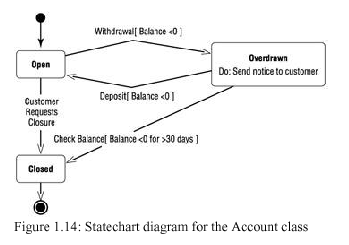 Withdrawal[ Balance <0 ]
Open
Overdrawn
Do: Send notice to customer
Deposit[ Balance <0 ]
Customer
Requests
Closure
Check Balance[ Balance <0 for >30 days ]
Closed
Figure 1.14: Statechart diagram for the Account class